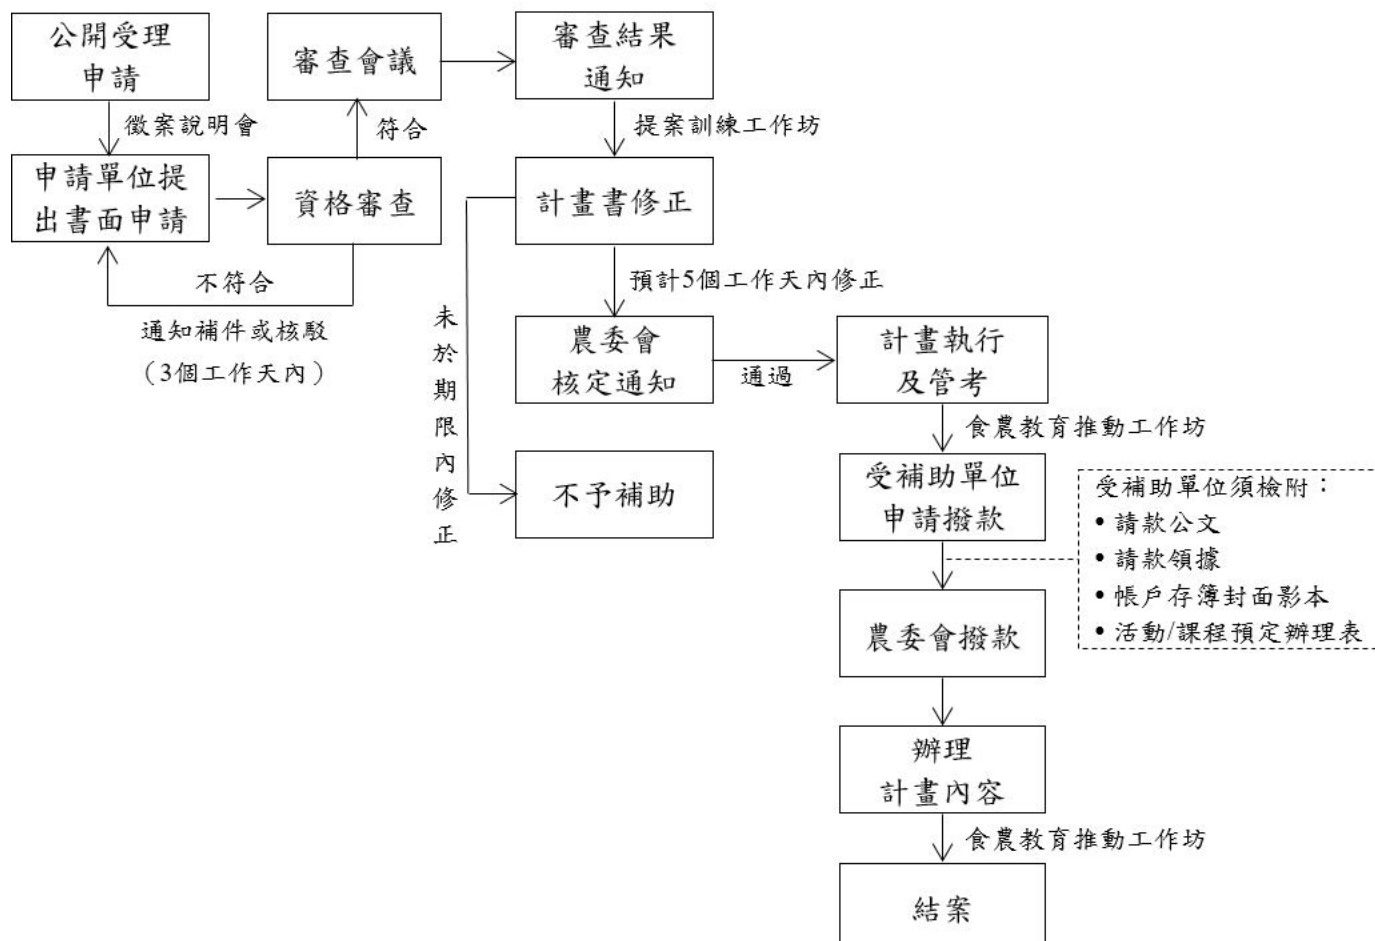 公開受理
申請
徵案說明會
申請單位提
出書面申請
資格審查
不符合
通知補件或核駁
（3個工作天內）
符合
審查會議
審查結果
通知
提案訓練工作坊
計畫書修正
預計5個工作天內修正
未於期限內修正
不予補助
農委會
核定通知
通過
計畫執行
及管考
食農教育推動工作坊
受補助單位
申請撥款
受補助單位須檢附：
• 請款公文
• 請款領據
• 帳戶存簿封面影本
• 活動/課程預定辦理表
農委會撥款
辦理
計畫內容
食農教育推動工作坊
結案